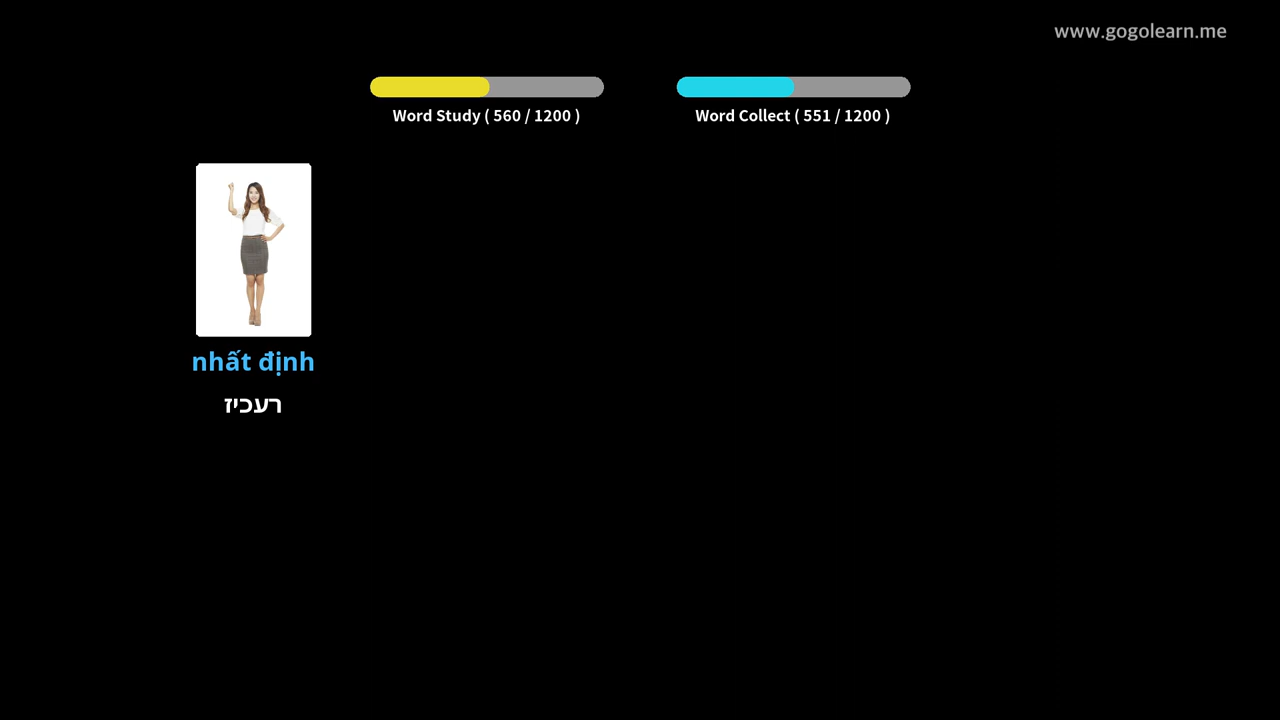 www.gogolearn.me
Word Study ( 560 / 1200 )
Word Collect ( 551 / 1200 )
nhất định
רעכיז